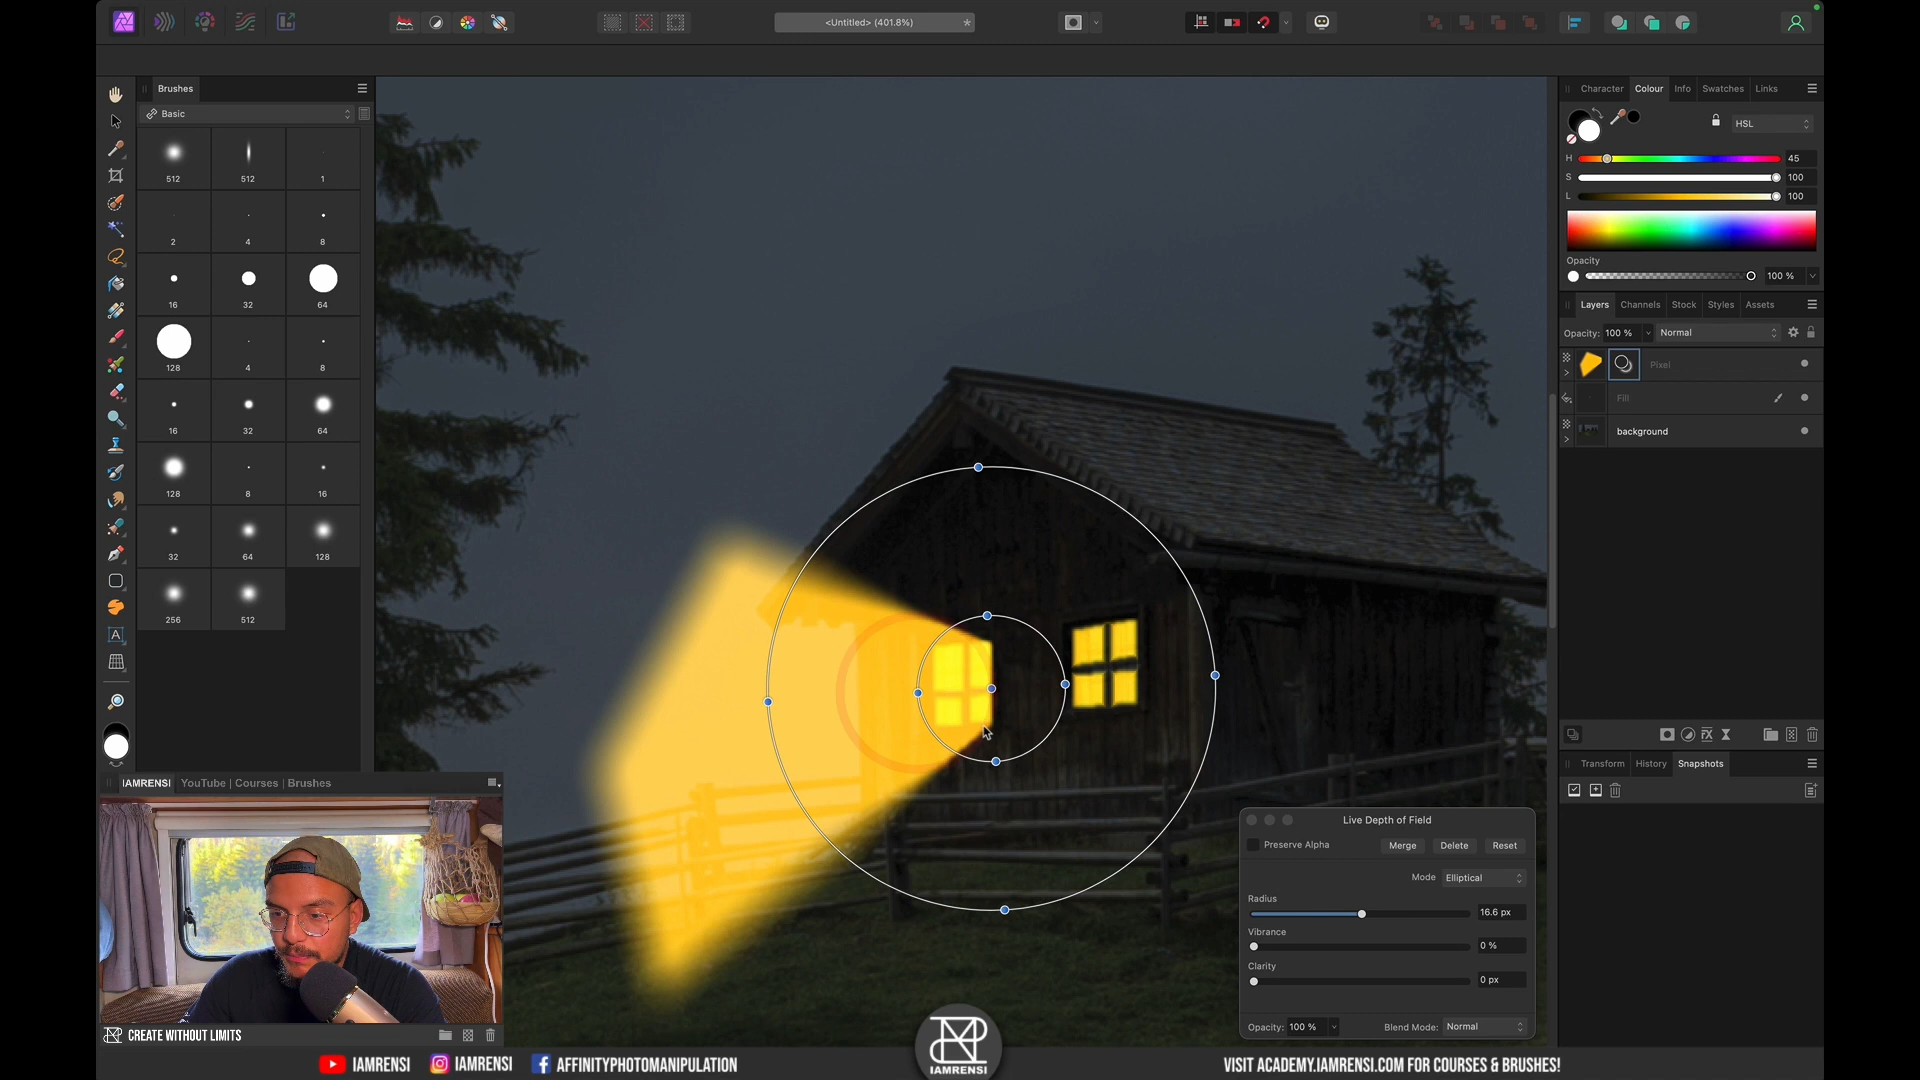 <Untitled> (401.8%)
*
Brushes
Basic
512
512
1
2
4
8
16
32
64
128
4
8
16
32
64
128
8
16
32
64
128
256
512
Character
Colour
Info
Swatches
Links
HSL
H
45
S
100
L
100
Opacity
100 %
Layers
Channels
Stock
Styles
Assets
Opacity:
100 %
Normal
Pixel
Fill
background
Transform
History
Snapshots
Live Depth of Field
Preserve Alpha
Merge
Delete
Reset
Mode
Elliptical
Radius
16.6 px
Vibrance
0 %
Clarity
0 px
Opacity:
100 %
Blend Mode:
Normal
IAMRENSI
YouTube | Courses | Brushes
CREATE WITHOUT LIMITS
IAMRENSI
IAMRENSI
AFFINITYPHOTOMANIPULATION
IAMRENSI
VISIT ACADEMY.IAMRENSI.COM FOR COURSES & BRUSHES!